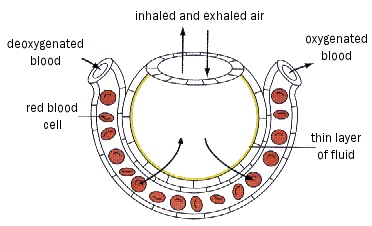 inhaled and exhaled air
deoxygenated
blood
oxygenated
blood
red blood
cell
thin layer
of fluid